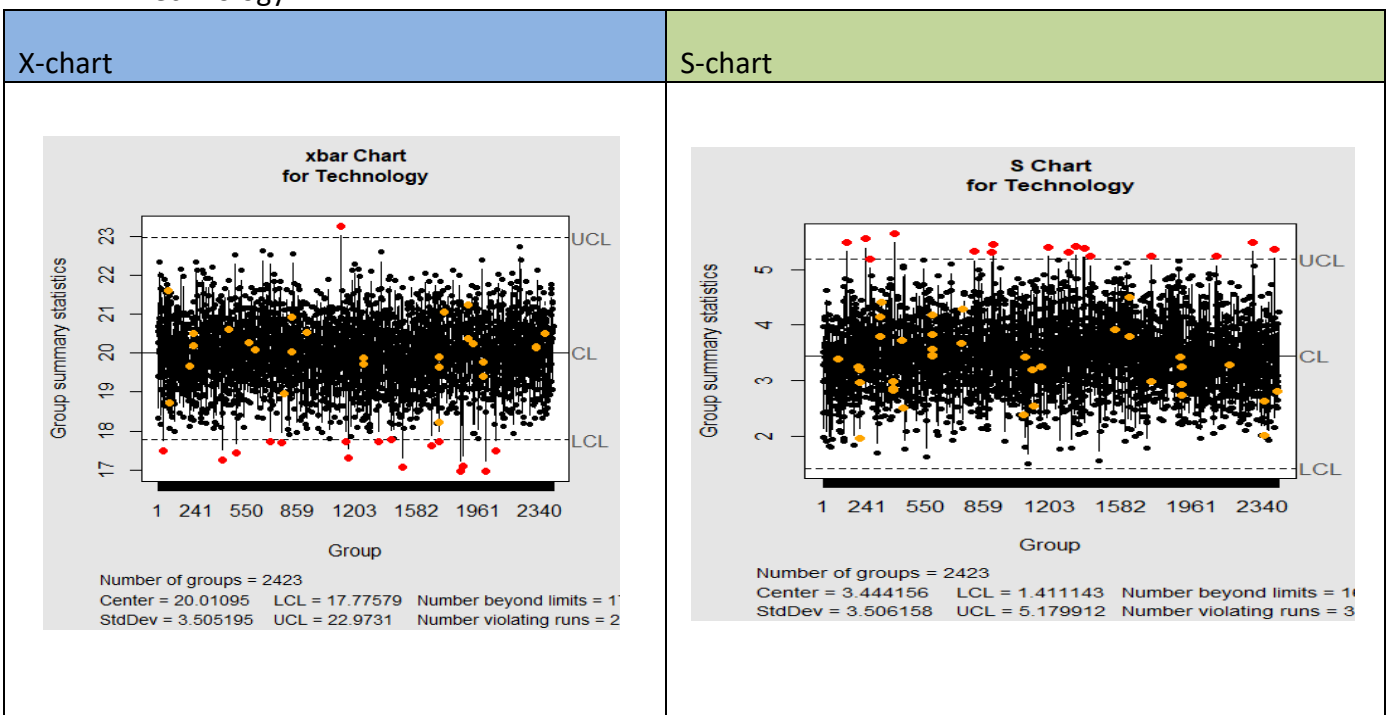 X-chart
S-chart
xbar Chart
for Technology
Group summary statistics
23
22
21
20
19
18
17
UCL
CL
LCL
1 241 550 859 1203 1582 1961 2340
Group
Number of groups = 2423
Center = 20.01095 LCL = 17.77579 Number beyond limits = 1
StdDev = 3.505195 UCL = 22.9731 Number violating runs = 2
S Chart
for Technology
Group summary statistics
5
4
3
2
UCL
CL
LCL
1 241 550 859 1203 1582 1961 2340
Group
Number of groups = 2423
Center = 3.444156 LCL = 1.411143 Number beyond limits = 1
StdDev = 3.506158 UCL = 5.179912 Number violating runs = 3